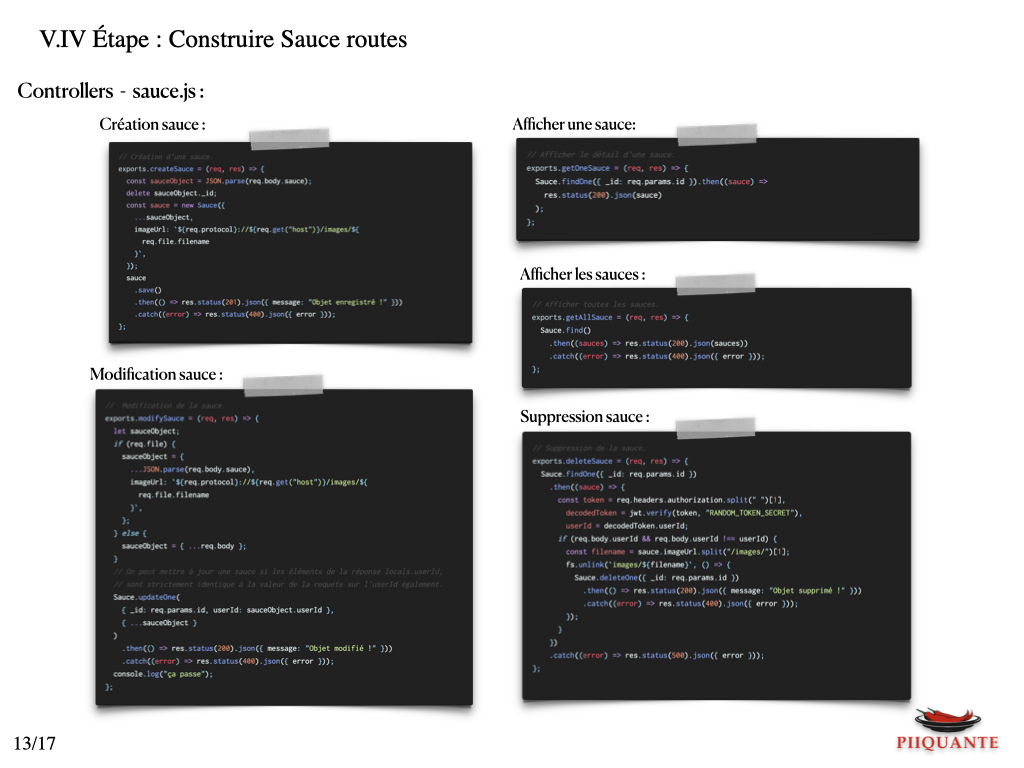 V.IV Étape : Construire Sauce routes
Controllers - sauce.js :
Création sauce :
// Création d'une sauce.
exports.createSauce = (req, res) => {
const sauceObject = JSON.parse(req.body.sauce);
delete sauceObject._id;
const sauce = new Sauce({
...sauceObject,
imageUrl: `${req.protocol}://${req.get("host")}/images/${
req.file.filename
}`,
});
sauce
.save()
.then(() => res.status(201).json({ message: "Objet enregistré !" }))
.catch((error) => res.status(400).json({ error }));
};
Modification sauce :
// Modification de la sauce.
exports.modifySauce = (req, res) => {
let sauceObject;
if (req.file) {
sauceObject = {
...JSON.parse(req.body.sauce),
imageUrl: `${req.protocol}://${req.get("host")}/images/${
req.file.filename
}`,
};
} else {
sauceObject = { ...req.body };
}
// On peut mettre à jour une sauce si les éléments de la réponse locals.userId,
// sont strictement identique à la valeur de la requete sur l'userId également.
Sauce.updateOne(
{ _id: req.params.id, userId: sauceObject.userId },
{ ...sauceObject }
)
.then(() => res.status(200).json({ message: "Objet modifié !" }))
.catch((error) => res.status(400).json({ error }));
console.log("ça passe");
};
Afficher une sauce:
// Afficher le détail d'une sauce.
exports.getOneSauce = (req, res) => {
Sauce.findOne({ _id: req.params.id }).then((sauce) =>
res.status(200).json(sauce)
);
};
Afficher les sauces :
// Afficher toutes les sauces.
exports.getAllSauce = (req, res) => {
Sauce.find()
.then((sauces) => res.status(200).json(sauces))
.catch((error) => res.status(400).json({ error }));
};
Suppression sauce :
// Suppression de la sauce.
exports.deleteSauce = (req, res) => {
Sauce.findOne({ _id: req.params.id })
.then((sauce) => {
const token = req.headers.authorization.split(" ")[1],
decodedToken = jwt.verify(token, "RANDOM_TOKEN_SECRET"),
userId = decodedToken.userId;
if (req.body.userId && req.body.userId !== userId) {
const filename = sauce.imageUrl.split("/images/")[1];
fs.unlink(`images/${filename}`, () => {
Sauce.deleteOne({ _id: req.params.id })
.then(() => res.status(200).json({ message: "Objet supprimé !" }))
.catch((error) => res.status(400).json({ error }));
});
}
})
.catch((error) => res.status(500).json({ error }));
};
13/17
PIIQUANTE